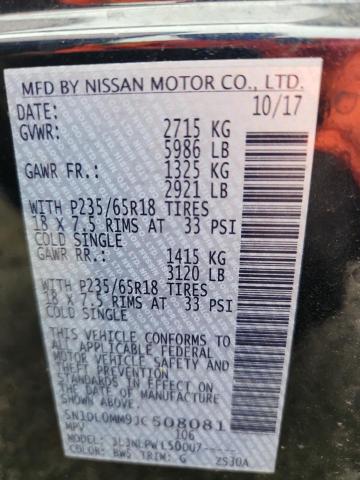 MFD BY NISSAN MOTOR CO., LTD.
DATE: 10/17
GVWR: 2715 KG
5986 LB
GAWR FR.: 1325 KG
2921 LB
WITH P235/65R18 TIRES
18 X 7.5 RIMS AT 33 PSI
COLD SINGLE
GAWR RR.: 1415 KG
3120 LB
WITH P235/65R18 TIRES
18 X 7.5 RIMS AT 33 PSI
COLD SINGLE
THIS VEHICLE CONFORMS TO
ALL APPLICABLE FEDERAL
MOTOR VEHICLE SAFETY AND
THEFT PREVENTION
STANDARDS IN EFFECT ON
THE DATE OF MANUFACTURE
SHOWN ABOVE.
5N1DL0MM9JC508081
MPV 106
COLOR: BW5 TRIM: G